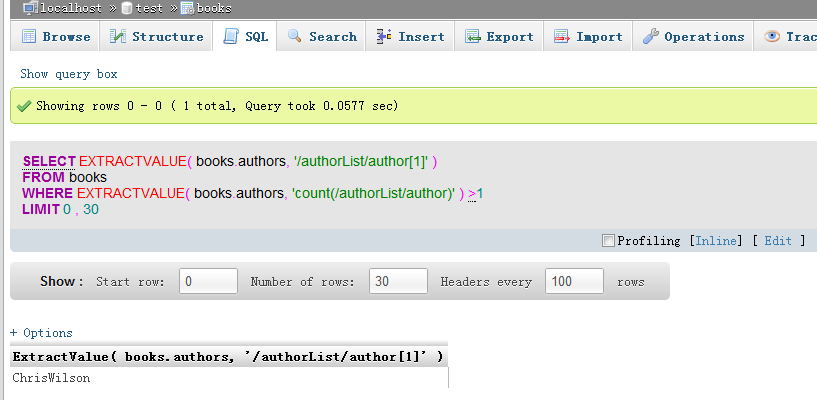 localhost » test » books
Browse Structure SQL Search Insert Export Import Operations Trac
Show query box
Showing rows 0 - 0 ( 1 total, Query took 0.0577 sec)
SELECT EXTRACTVALUE( books.authors, '/authorList/author[1]' )
FROM books
WHERE EXTRACTVALUE( books.authors, 'count(/authorList/author)' ) >1
LIMIT 0 , 30
Profiling [Inline] [ Edit ]
Show : Start row: 0 Number of rows: 30 Headers every 100 rows
+ Options
ExtractValue( books.authors, '/authorList/author[1]' )
ChrisWilson